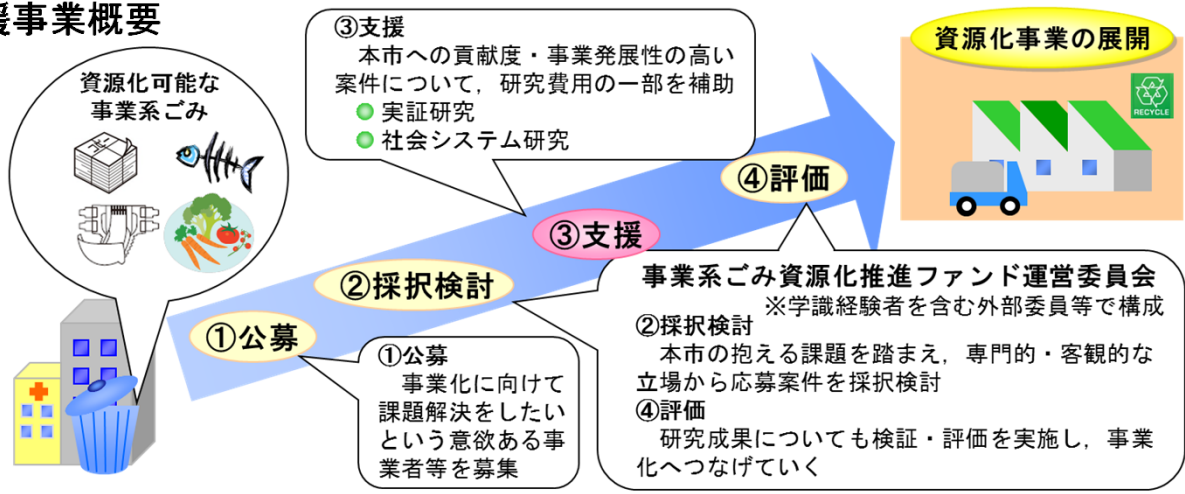 援事業概要
資源化可能な
事業系ごみ
③支援
本市への貢献度・事業発展性の高い
案件について，研究費用の一部を補助
実証研究
社会システム研究
資源化事業の展開
RECYCLE
④評価
③支援
②採択検討
①公募
①公募
事業化に向けて
課題解決をしたい
という意欲ある事
業者等を募集
事業系ごみ資源化推進ファンド運営委員会
※学識経験者を含む外部委員等で構成
②採択検討
本市の抱える課題を踏まえ，専門的・客観的な
立場から応募案件を採択検討
④評価
研究成果についても検証・評価を実施し，事業
化へつなげていく